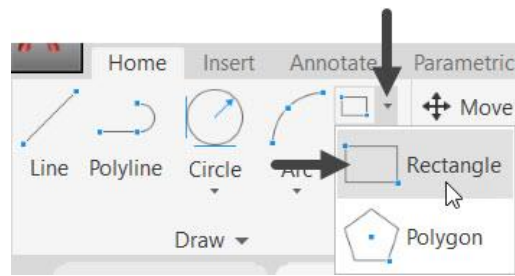 Home Insert Annotate Parametric
Move
Line Polyline Circle Arc Rectangle
Polygon
Draw